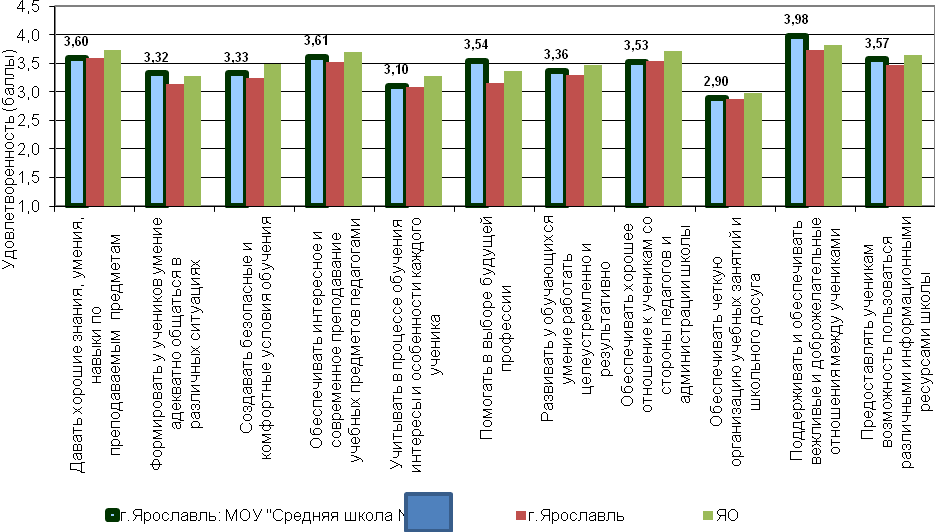 Удовлетворенность (баллы)
4,5
4,0
3,5
3,0
2,5
2,0
1,5
1,0
3,60
3,32
3,33
3,61
3,10
3,54
3,36
3,53
2,90
3,98
3,57
Давать хорошие знания, умения,
навыки по
преподаваемым предметам
Формировать у учеников умение
адекватно общаться в
различных ситуациях
Создавать безопасные и
комфортные условия обучения
Обеспечивать интересное и
современное преподавание
учебных предметов педагогами
Учитывать в процессе обучения
интересы и особенности каждого
ученика
Помогать в выборе будущей
профессии
Развивать у обучающихся
умение работать
целеустремленно и
результативно
Обеспечивать хорошее
отношение к ученикам со
стороны педагогов и
администрации школы
Обеспечивать четкую
организацию учебных занятий и
школьного досуга
Поддерживать и обеспечивать
вежливые и доброжелательные
отношения между учениками
Предоставлять ученикам
возможность пользоваться
различными информационными
ресурсами школы
г.Ярославль: МОУ "Средняя школа
г.Ярославль
ЯО